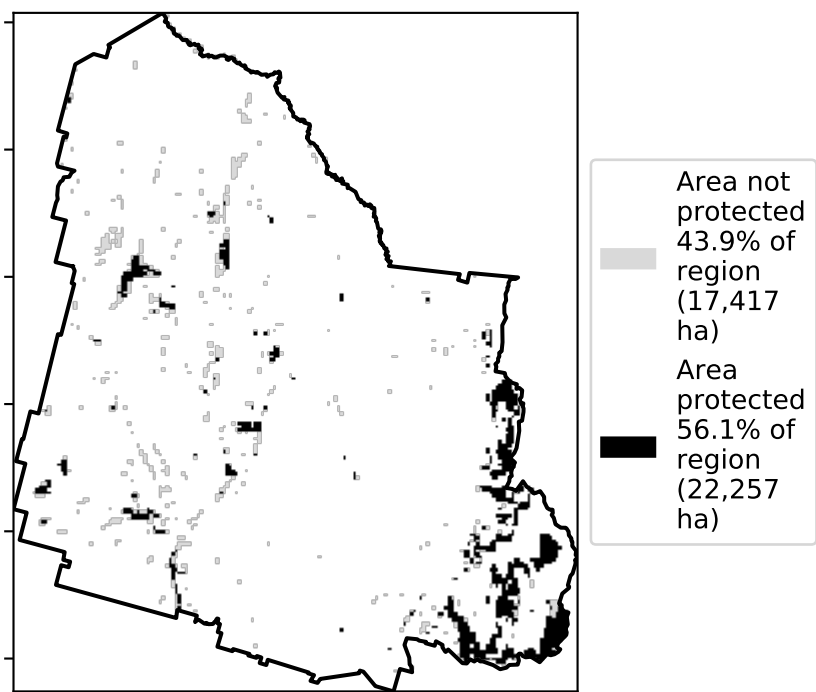 Area not
protected
43.9% of
region
(17,417
ha)
Area
protected
56.1% of
region
(22,257
ha)